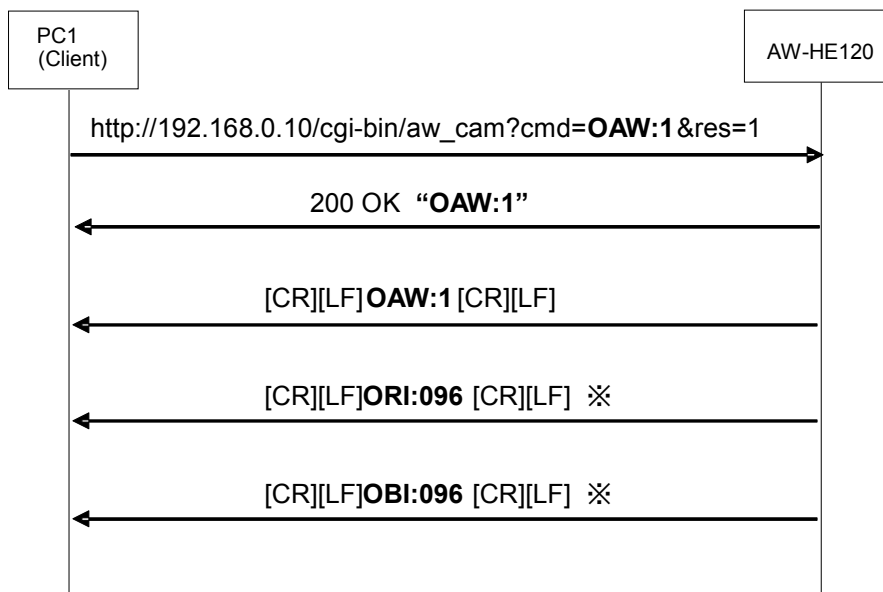 PC1
(Client)
AW-HE120
http://192.168.0.10/cgi-bin/aw_cam?cmd=OAW:1&res=1
200 OK “OAW:1”
[CR][LF]OAW:1 [CR][LF]
[CR][LF]ORI:096 [CR][LF] ※
[CR][LF]OBI:096 [CR][LF] ※